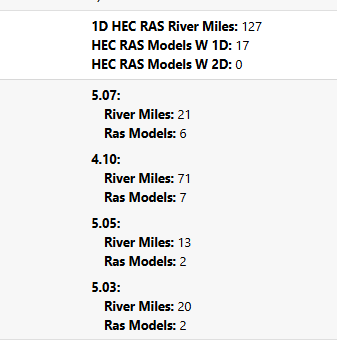 1D HEC RAS River Miles: 127
HEC RAS Models W 1D: 17
HEC RAS Models W 2D: 0
5.07:
River Miles: 21
Ras Models: 6
4.10:
River Miles: 71
Ras Models: 7
5.05:
River Miles: 13
Ras Models: 2
5.03:
River Miles: 20
Ras Models: 2